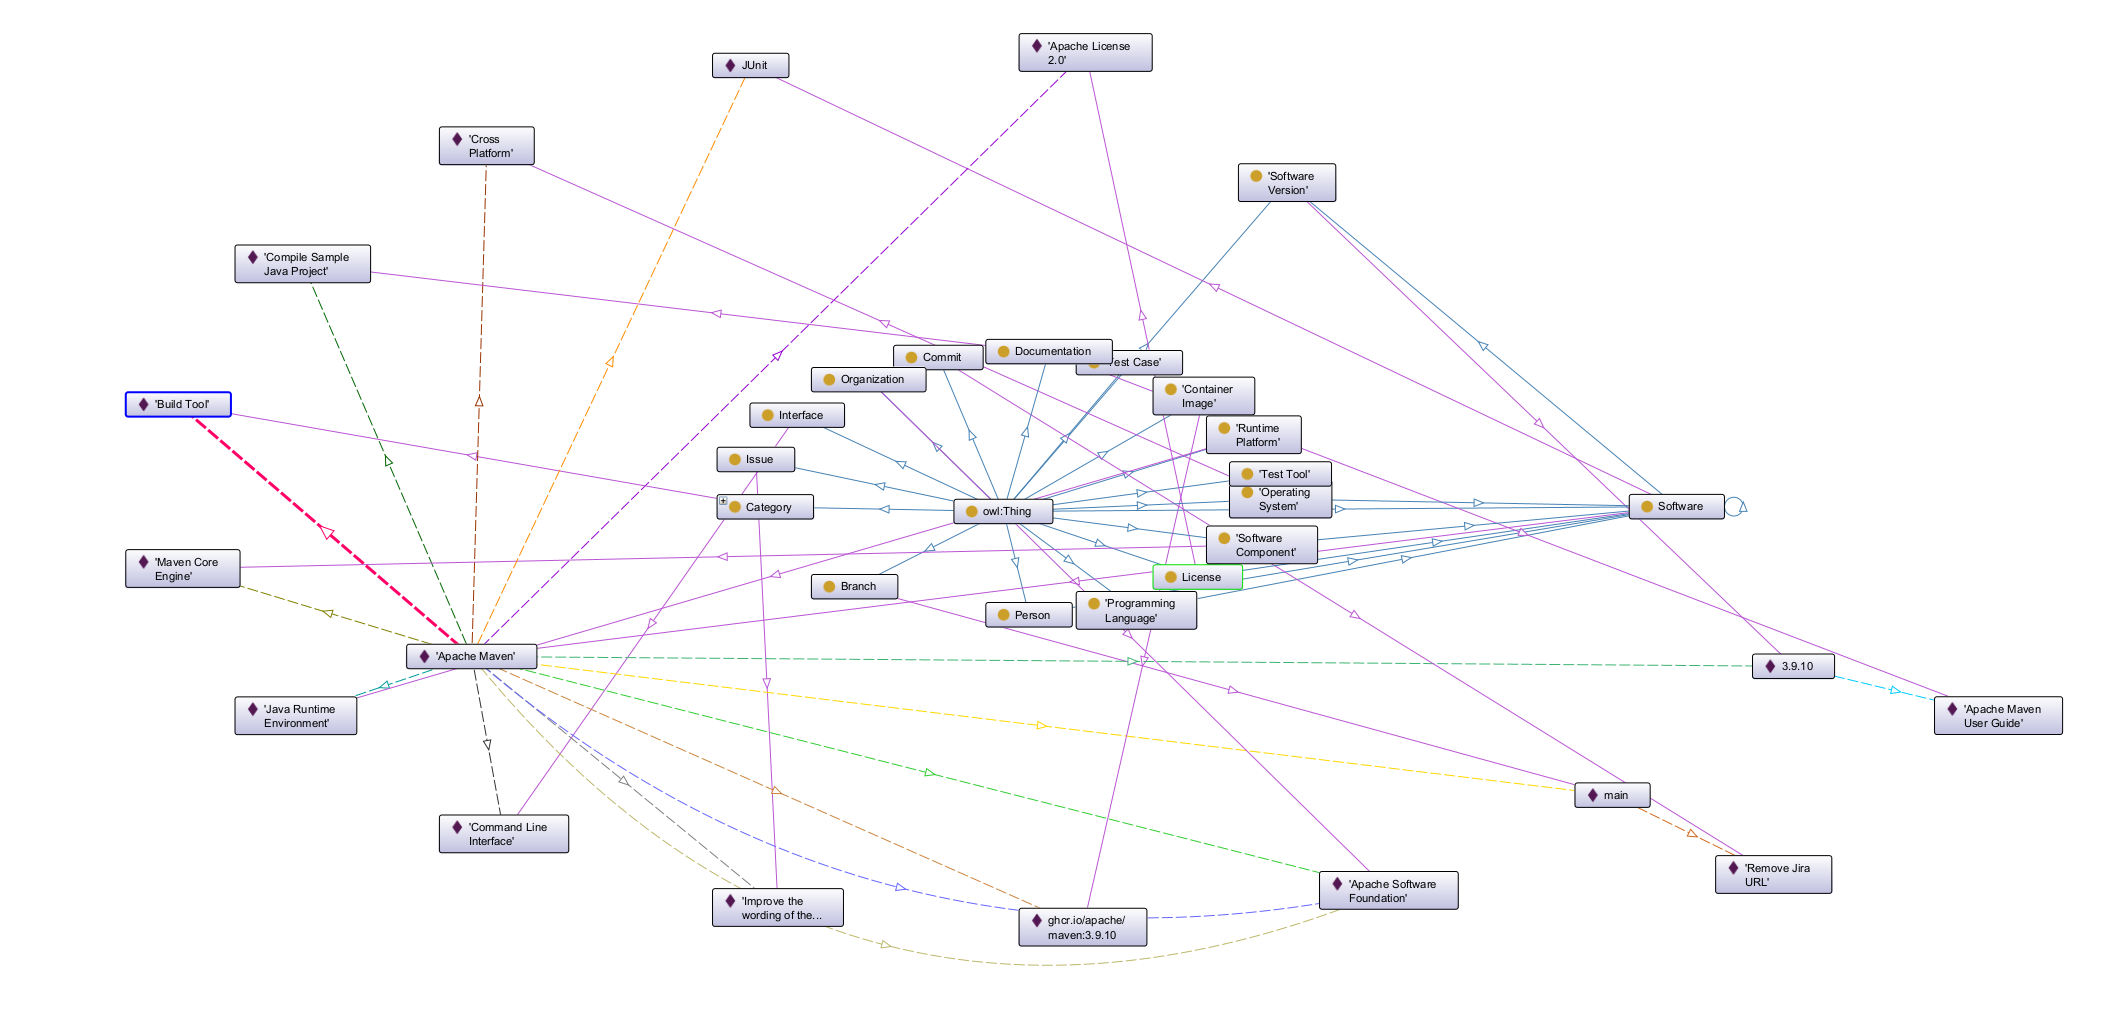 'Apache License
2.0'
JUnit
'Cross
Platform'
'Software
Version'
'Compile Sample
Java Project'
Commit
Documentation
'Test Case'
Organization
'Container
Image'
'Build Tool'
Interface
'Runtime
Platform'
Issue
'Test Tool'
'Operating
System'
Category
owl:Thing
Software
'Software
Component'
'Maven Core
Engine'
License
Branch
Person
'Programming
Language'
'Apache Maven'
3.9.10
'Java Runtime
Environment'
'Apache Maven
User Guide'
main
'Command Line
Interface'
'Remove Jira
URL'
'Apache Software
Foundation'
'Improve the
wording of the...
ghcr.io/apache/
maven:3.9.10